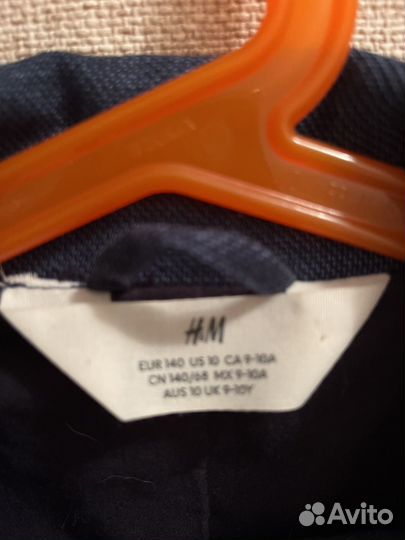 H&M
EUR 140 US 10 CA 9-10A
CN 140/68 MX 9-10A
AUS 10 UK 9-10Y
Avito